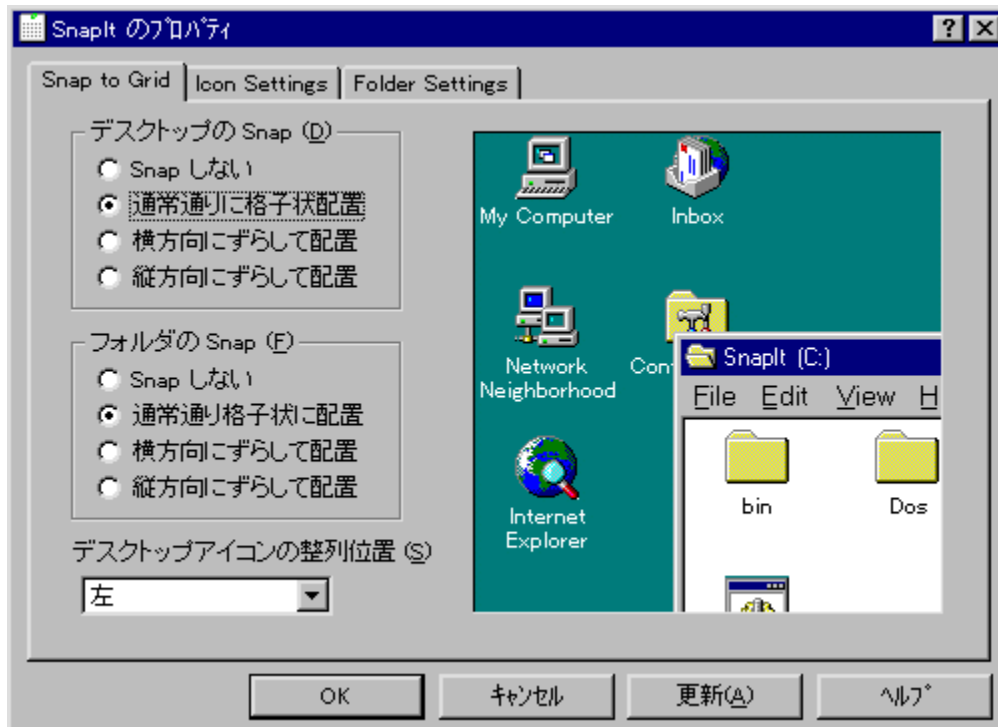 SnapIt のﾌﾟﾛﾊﾟﾃｨ
Snap to Grid
Icon Settings
Folder Settings
デスクトップの Snap (D)
Snap しない
通常通りに格子状配置
横方向にずらして配置
縦方向にずらして配置
フォルダの Snap (F)
Snap しない
通常通り格子状に配置
横方向にずらして配置
縦方向にずらして配置
デスクトップアイコンの整列位置 (S)
左
My Computer
Inbox
Network
Neighborhood
Con
Internet
Explorer
SnapIt (C:)
File Edit View H
bin
Dos
OK
ｷｬﾝｾﾙ
更新(A)
ﾍﾙﾌﾟ